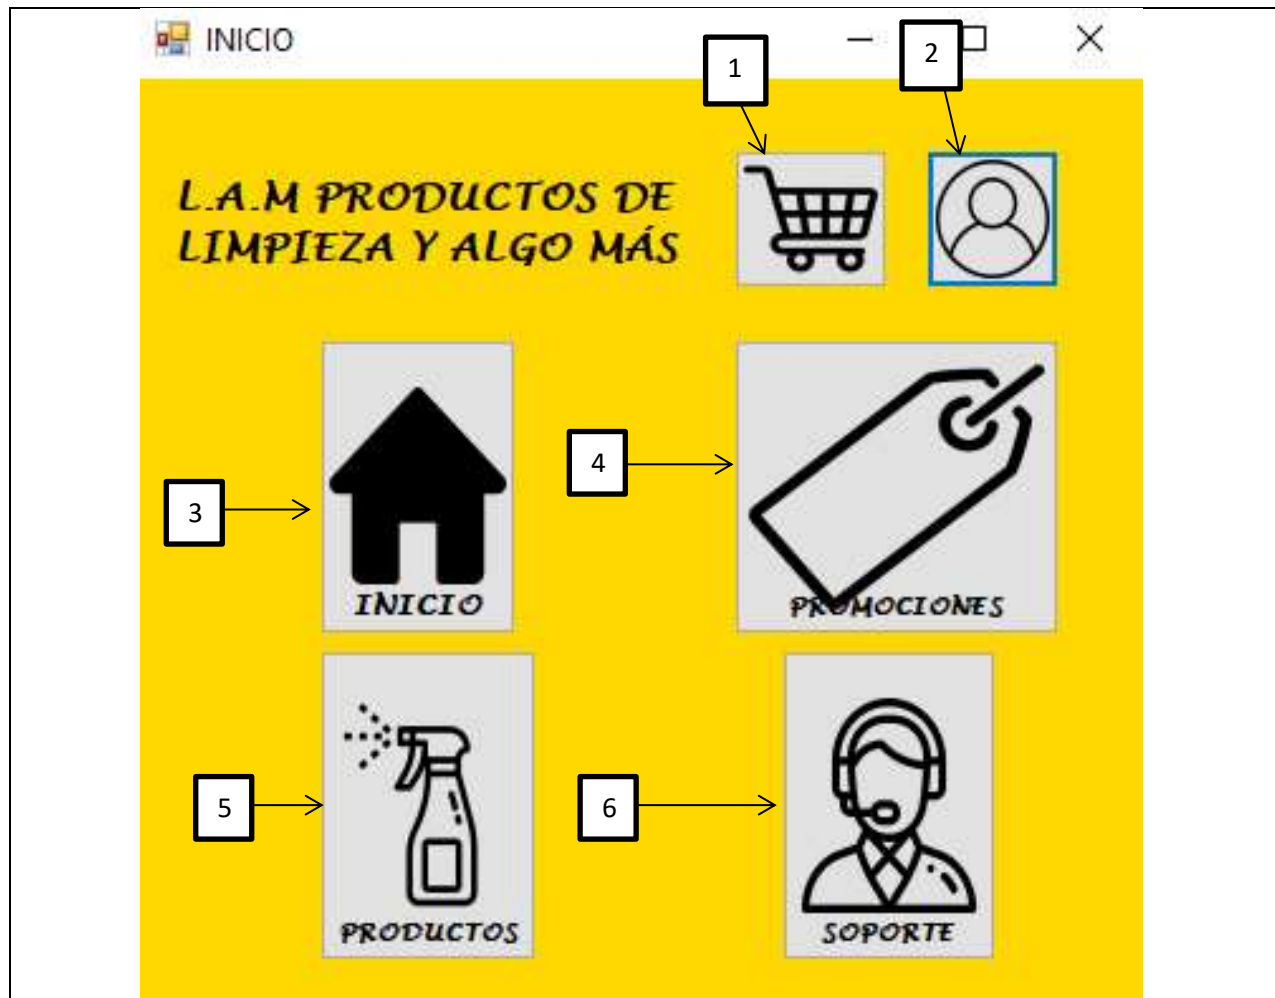 INICIO
1
2
L.A.M PRODUCTOS DE
LIMPIEZA Y ALGO MÁS
3
INICIO
4
PROMOCIONES
5
PRODUCTOS
6
SOPORTE